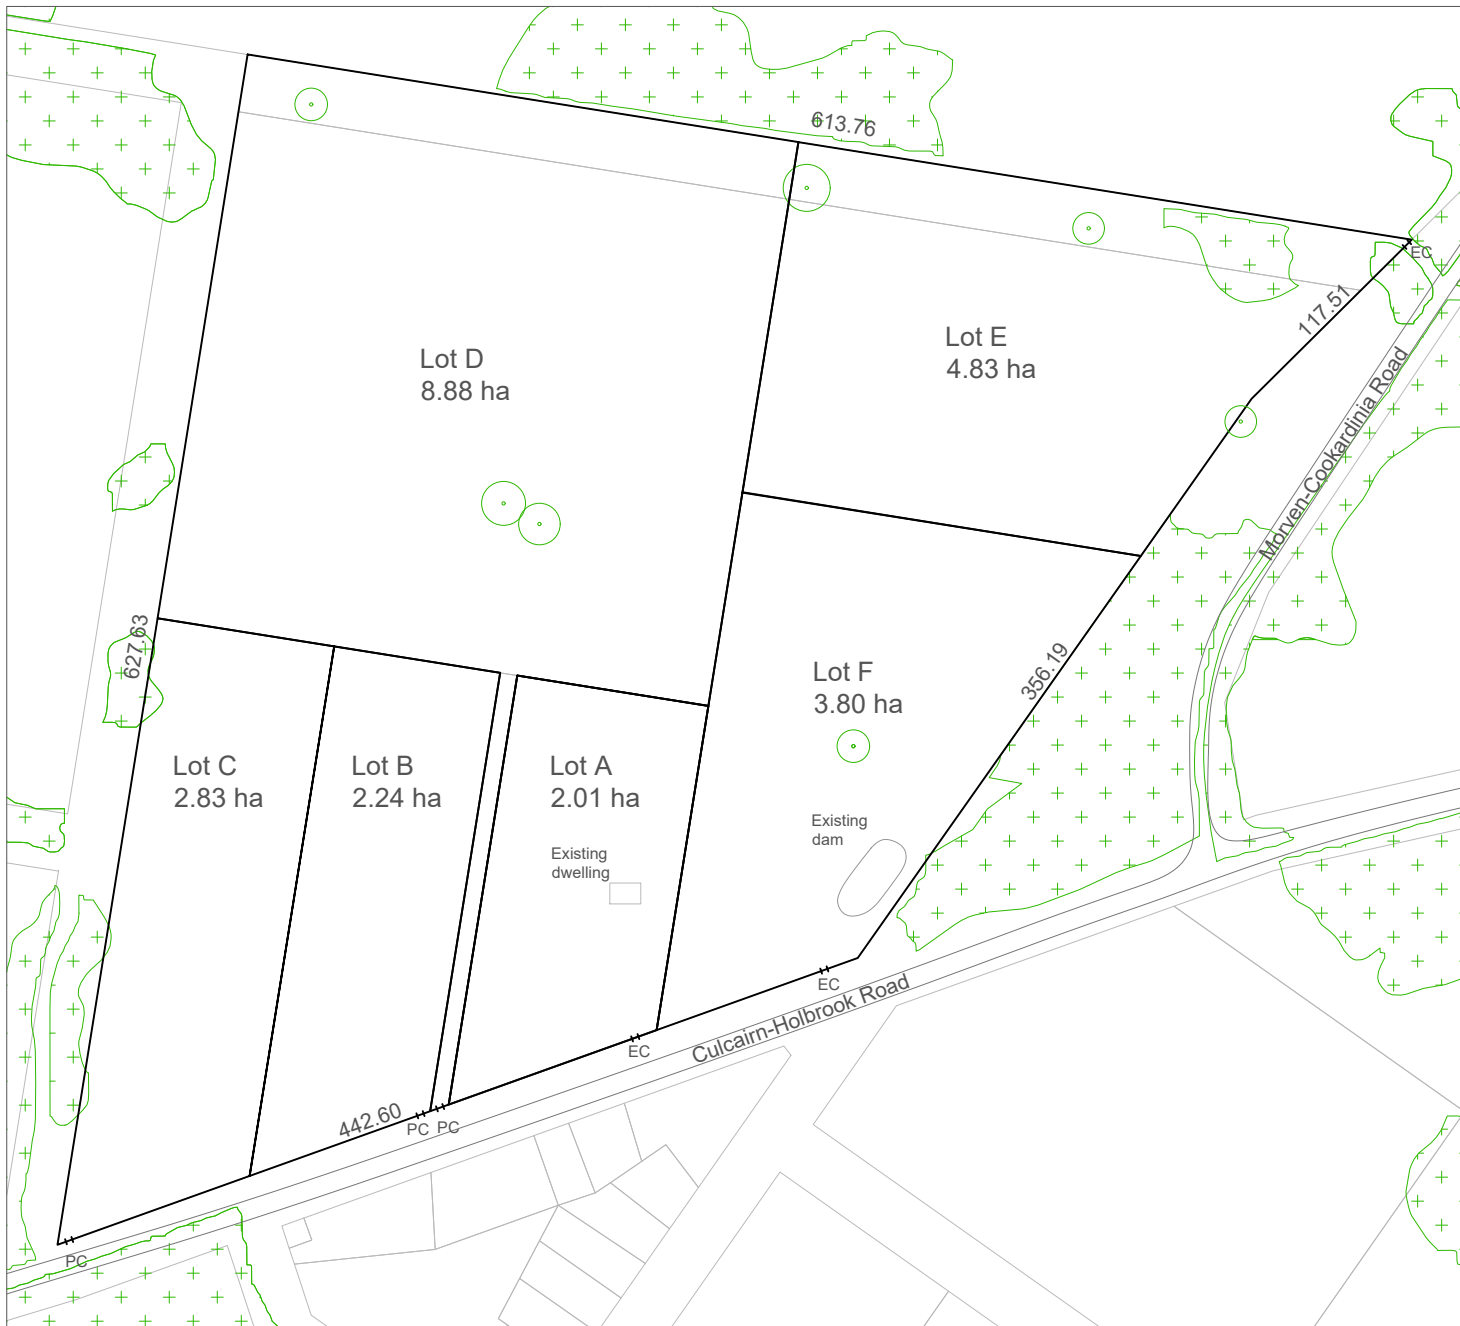 613.76
EC
117.51
Lot E
4.83 ha
Lot D
8.88 ha
Morven-Cookardinia Road
627.63
356.19
Lot F
3.80 ha
Lot C
2.83 ha
Lot B
2.24 ha
Lot A
2.01 ha
Existing
dam
Existing
dwelling
EC
Culcairn-Holbrook Road
EC
442.60
PC PC
PC